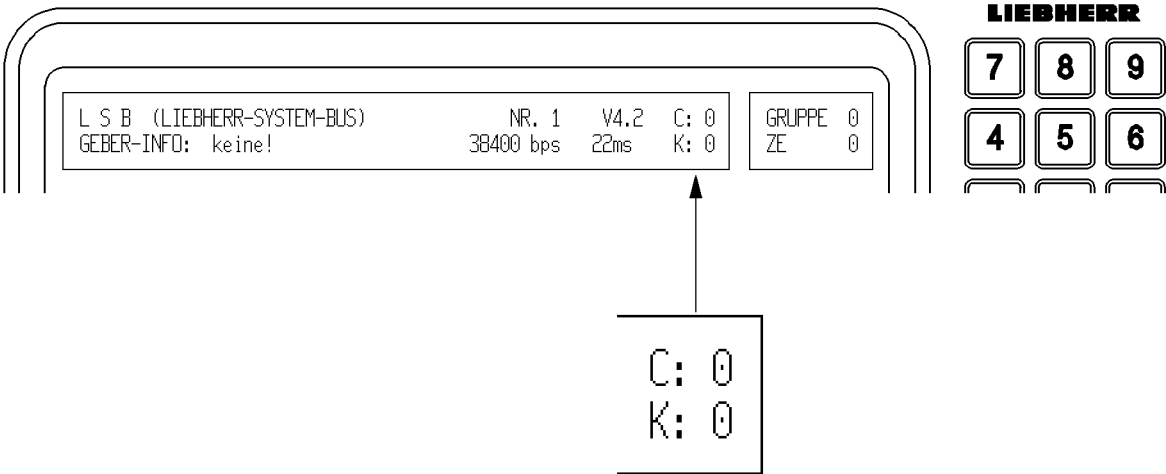 LIEBHERR
7 8 9
L S B (LIEBHERR-SYSTEM-BUS) NR. 1 V4.2 C: 0 GRUPPE 0
GEBER-INFO: keine! 38400 bps 22ms K: 0 ZE 0
4 5 6
C: 0
K: 0